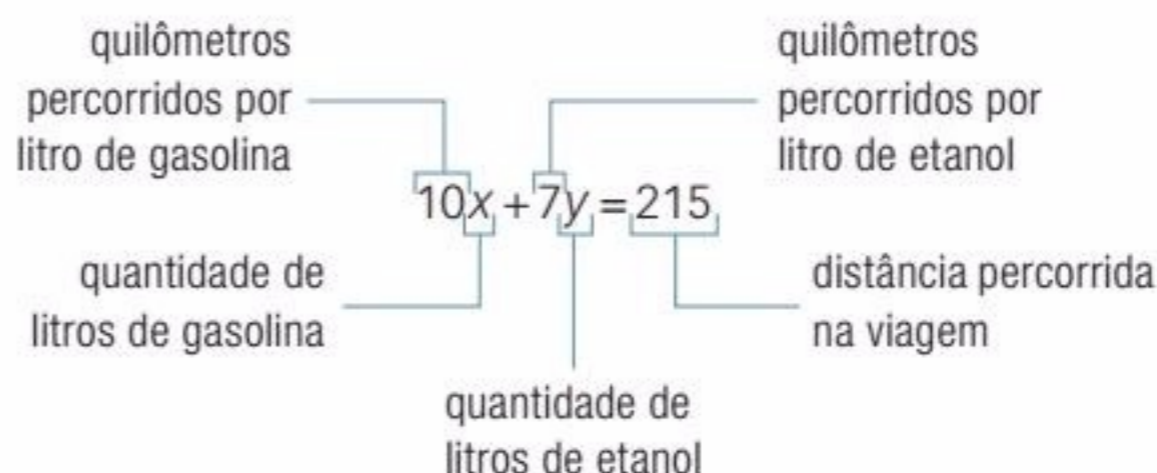 quilômetros
percorridos por
litro de gasolina
quilômetros
percorridos por
litro de etanol
10x + 7y = 215
quantidade de
litros de gasolina
distância percorrida
na viagem
quantidade de
litros de etanol